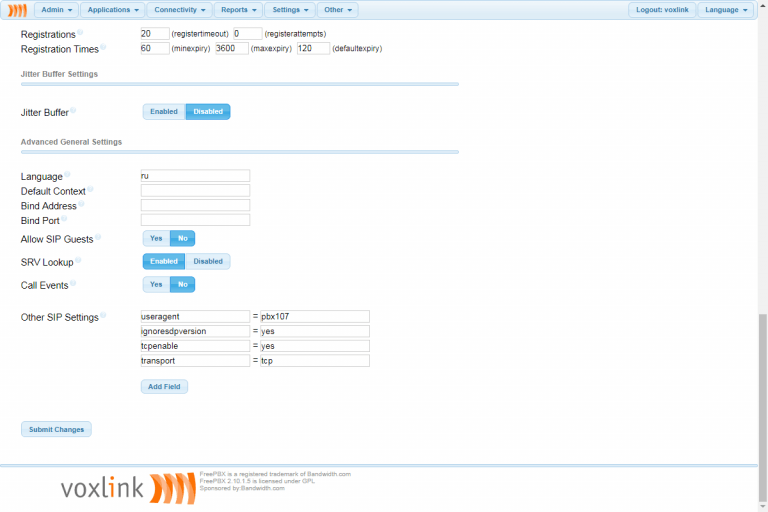 Admin Applications Connectivity Reports Settings Other Logout: voxlink Language
Registrations 20 (registertimeout) 0 (registerattempts)
Registration Times 60 (minexpiry) 3600 (maxexpiry) 120 (defaultexpiry)
Jitter Buffer Settings
Jitter Buffer Enabled Disabled
Advanced General Settings
Language ru
Default Context
Bind Address
Bind Port
Allow SIP Guests Yes No
SRV Lookup Enabled Disabled
Call Events Yes No
Other SIP Settings useragent = pbx107
ignoresdpversion = yes
tcpenable = yes
transport = tcp
Add Field
Submit Changes
voxlink
FreePBX is a registered trademark of Bandwidth.com
FreePBX 2.10.1.5 is licensed under GPL
Sponsored by:Bandwidth.com